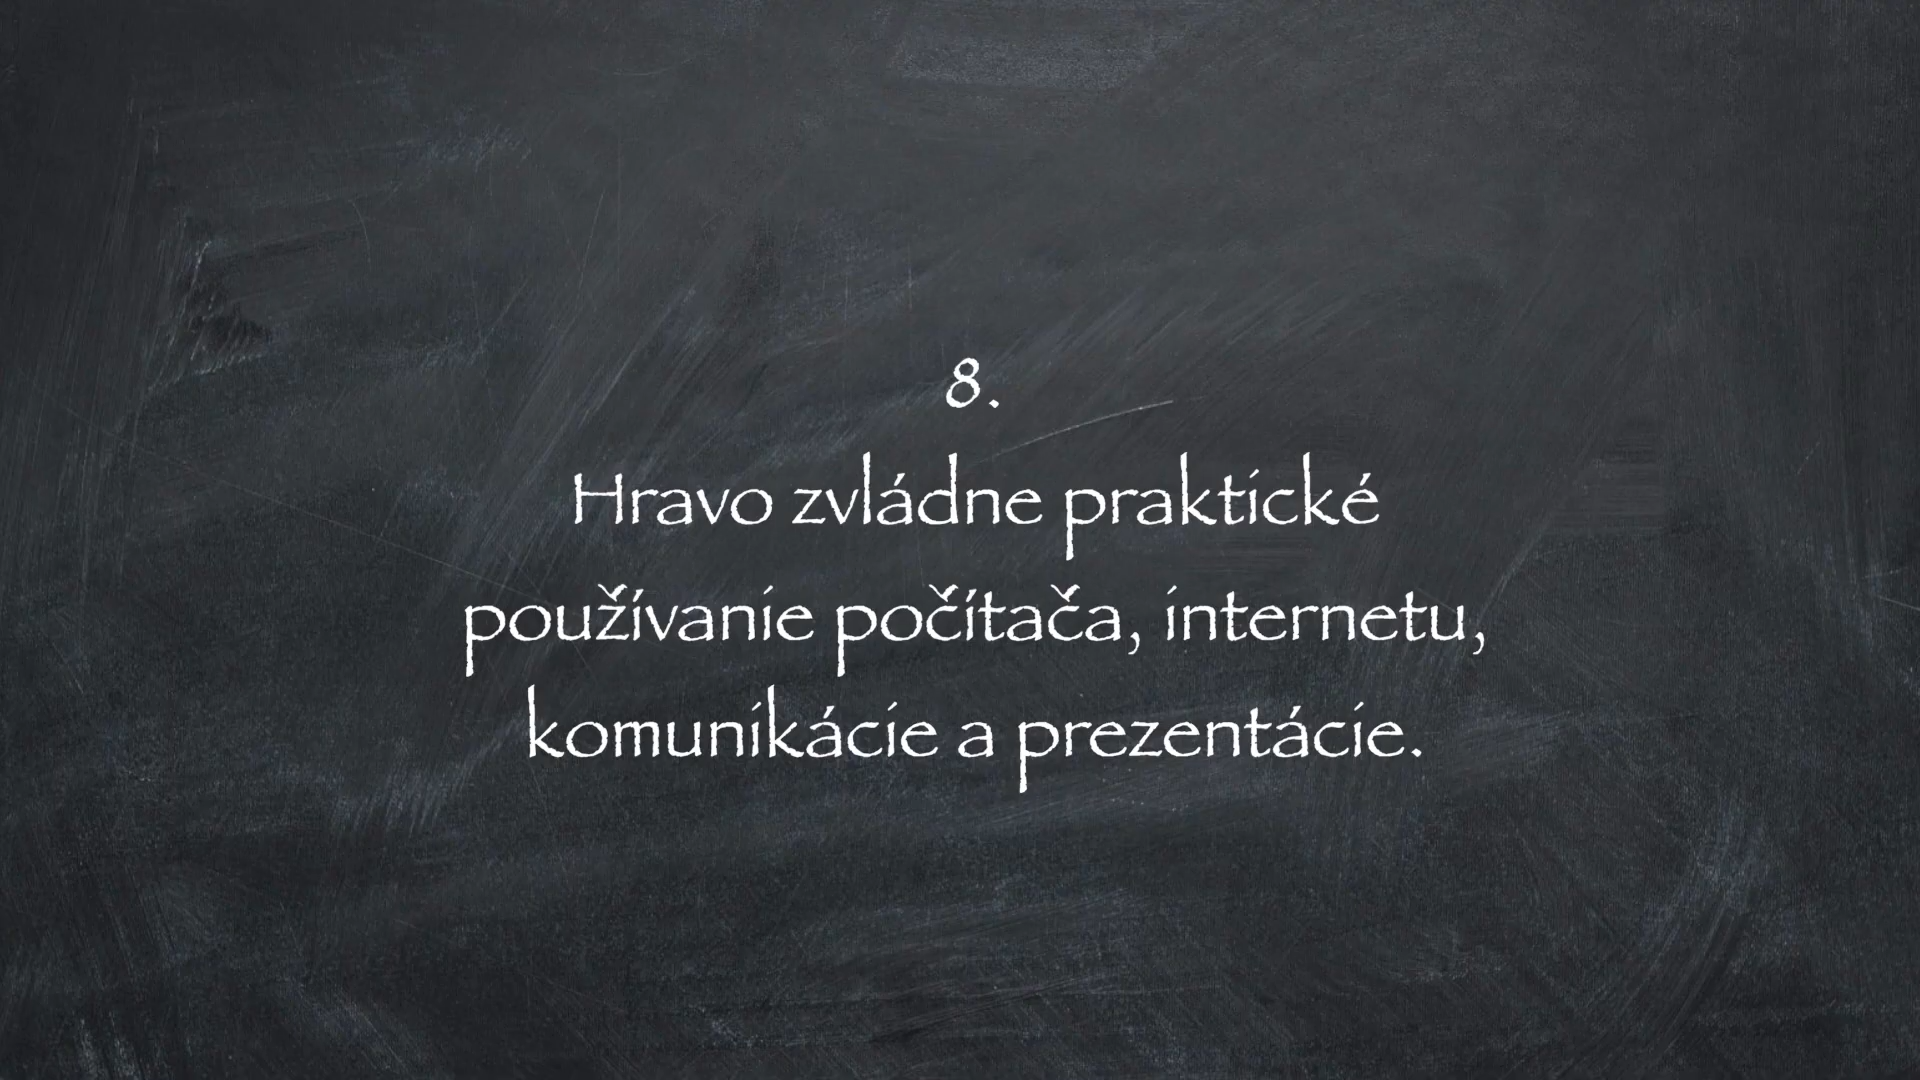 8.
Hravo zvládne praktické
používanie počítača, internetu,
komunikácie a prezentácie.